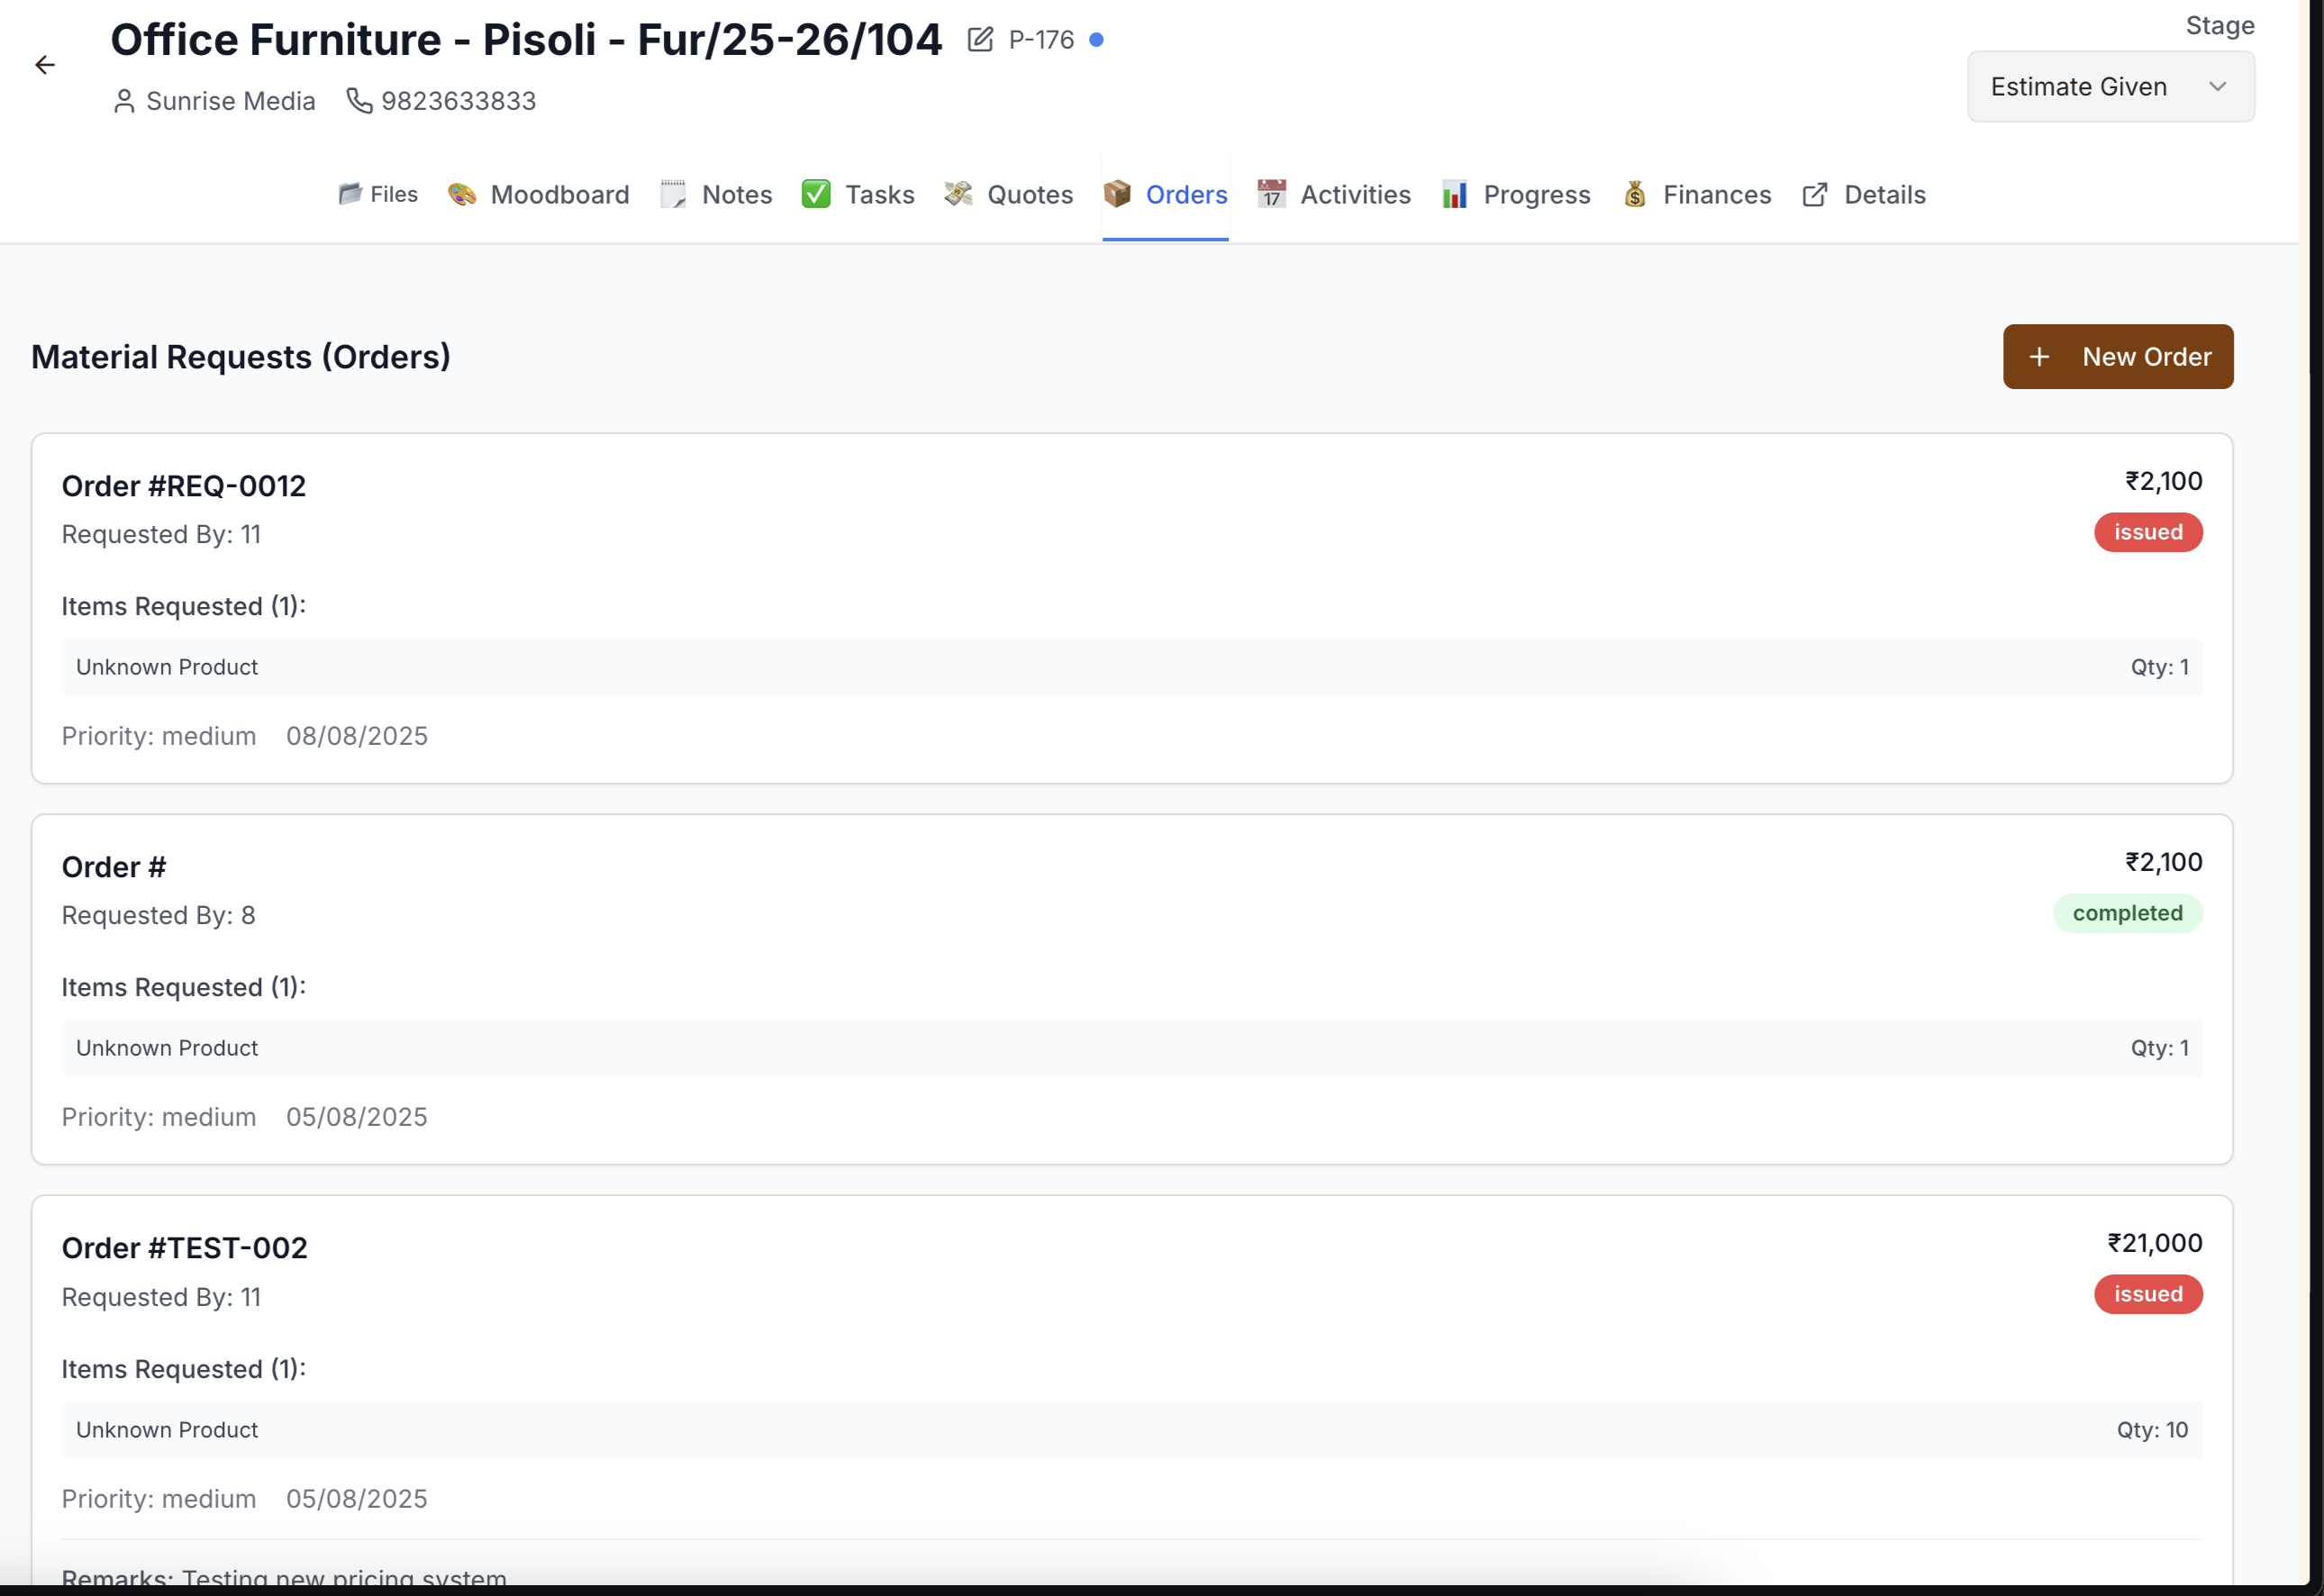 Office Furniture - Pisoli - Fur/25-26/104 P-176
Stage
Sunrise Media 9823633833
Estimate Given
Files Moodboard Notes Tasks Quotes Orders Activities Progress Finances Details
Material Requests (Orders)
+ New Order
Order #REQ-0012
₹2,100
Requested By: 11
issued
Items Requested (1):
Unknown Product Qty: 1
Priority: medium 08/08/2025
Order #
₹2,100
Requested By: 8
completed
Items Requested (1):
Unknown Product Qty: 1
Priority: medium 05/08/2025
Order #TEST-002
₹21,000
Requested By: 11
issued
Items Requested (1):
Unknown Product Qty: 10
Priority: medium 05/08/2025
Remarks: Testing new pricing system